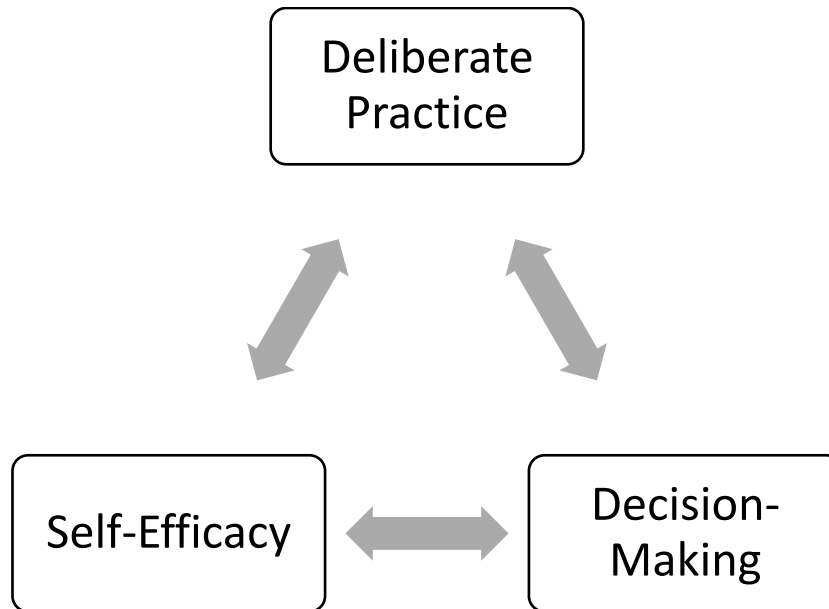 Deliberate
Practice
Self-Efficacy
Decision-
Making